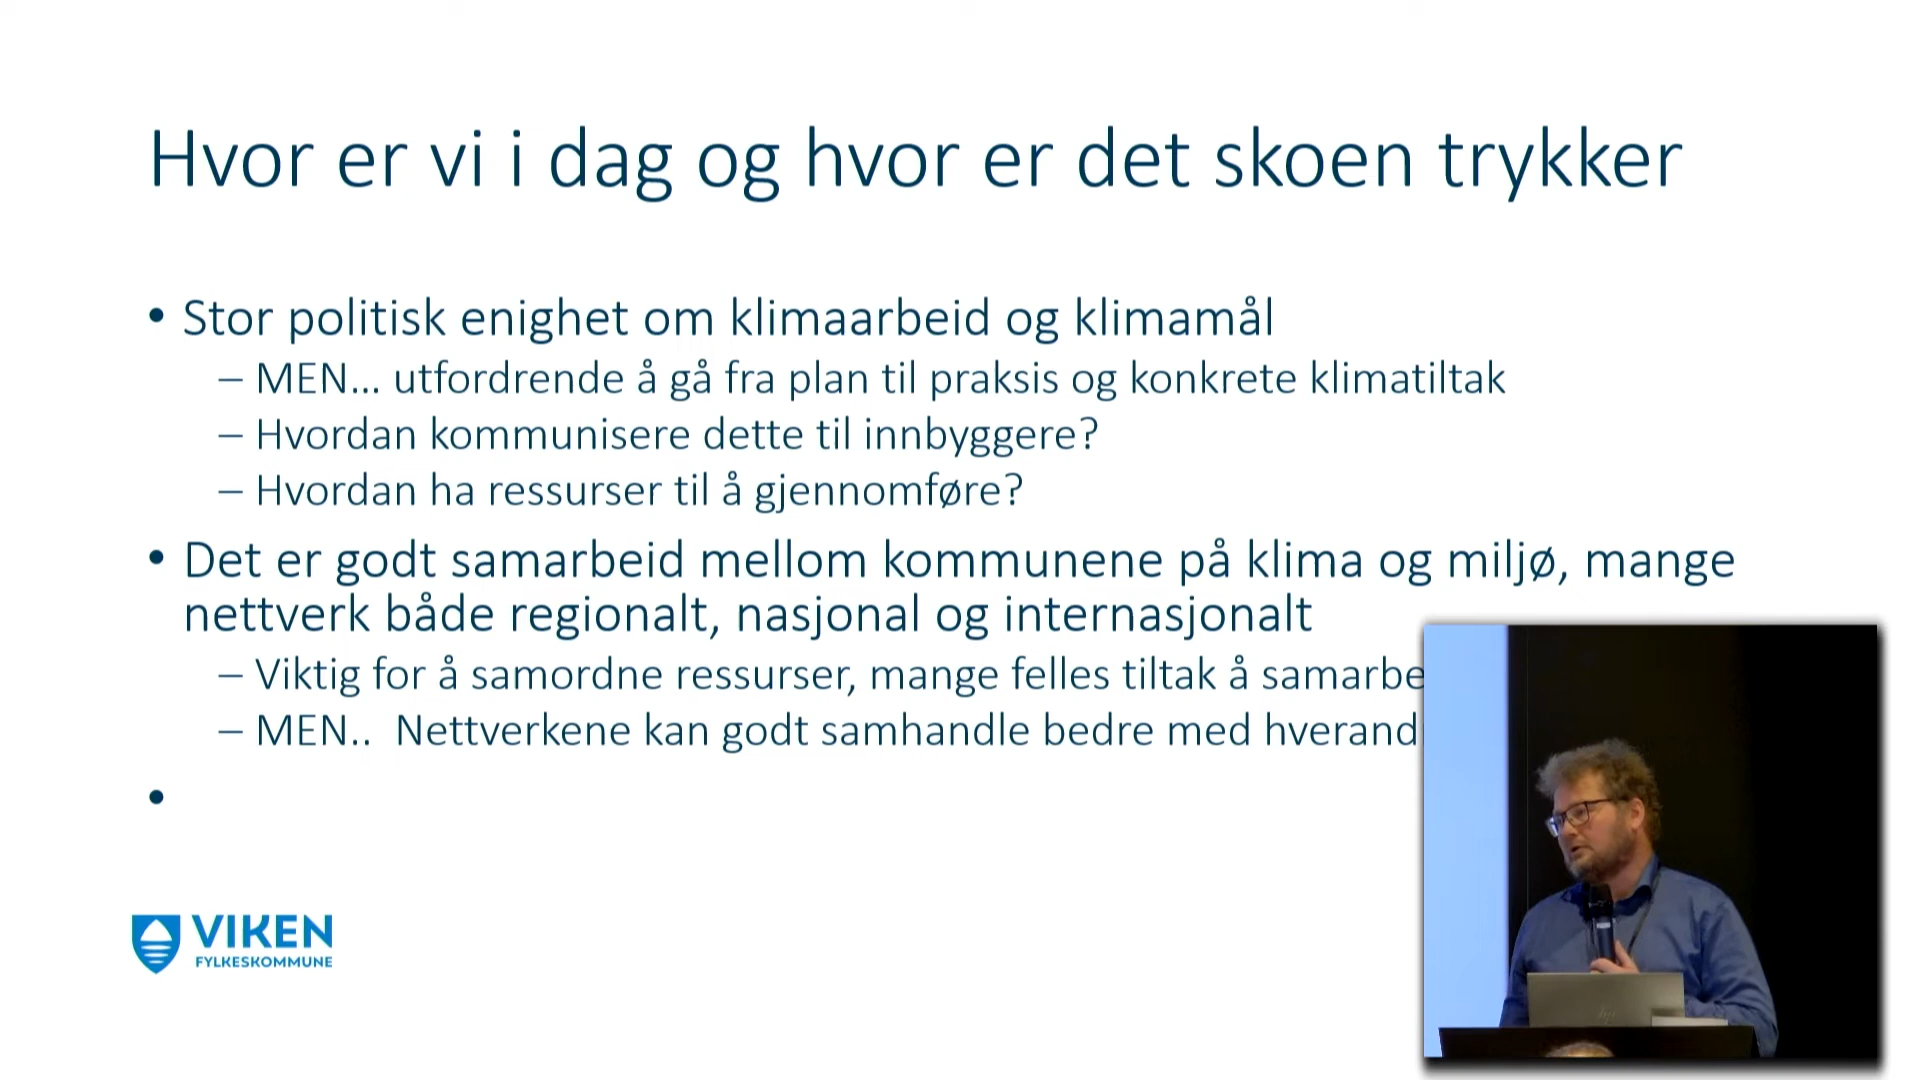 Hvor er vi i dag og hvor er det skoen trykker
• Stor politisk enighet om klimaarbeid og klimamål
– MEN... utfordrende å gå fra plan til praksis og konkrete klimatiltak
– Hvordan kommunisere dette til innbyggere?
– Hvordan ha ressurser til å gjennomføre?
• Det er godt samarbeid mellom kommunene på klima og miljø, mange
nettverk både regionalt, nasjonal og internasjonalt
– Viktig for å samordne ressurser, mange felles tiltak å samarbe
– MEN.. Nettverkene kan godt samhandle bedre med hverand
•
VIKEN
FYLKESKOMMUNE